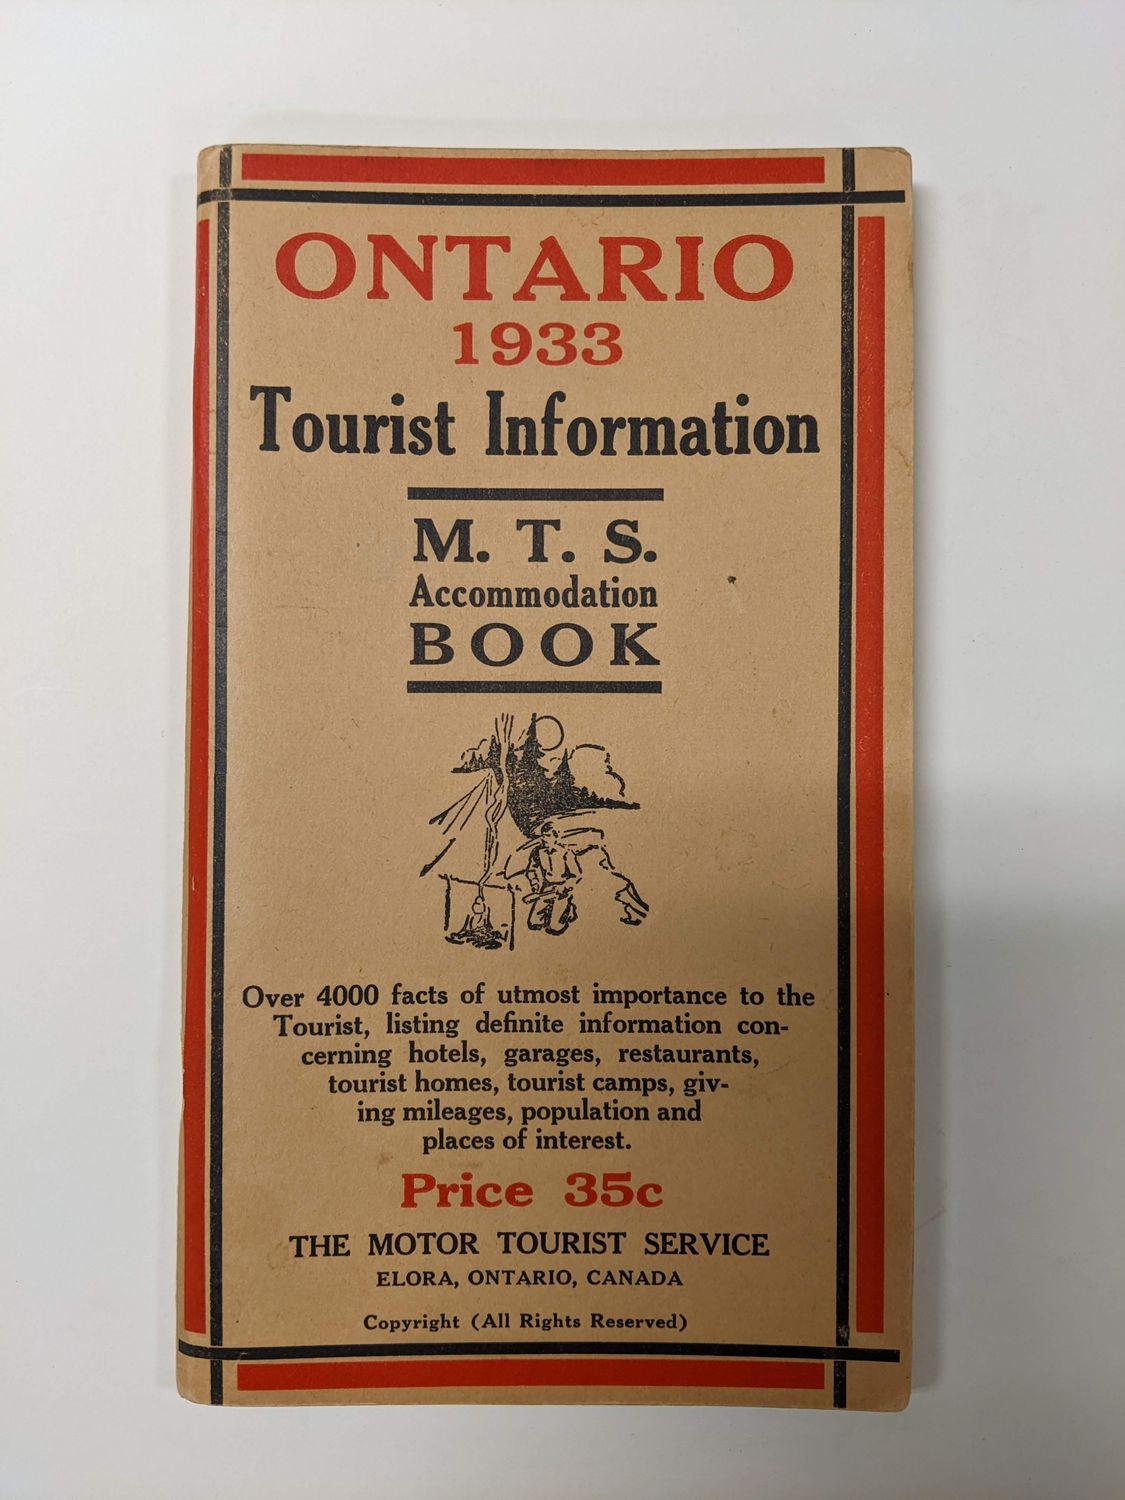 ONTARIO
1933
Tourist Information
M. T. S.
Accommodation
BOOK
Over 4000 facts of utmost importance to the
Tourist, listing definite information con-
cerning hotels, garages, restaurants,
tourist homes, tourist camps, giv-
ing mileages, population and
places of interest.
Price 35c
THE MOTOR TOURIST SERVICE
ELORA, ONTARIO, CANADA
Copyright (All Rights Reserved)